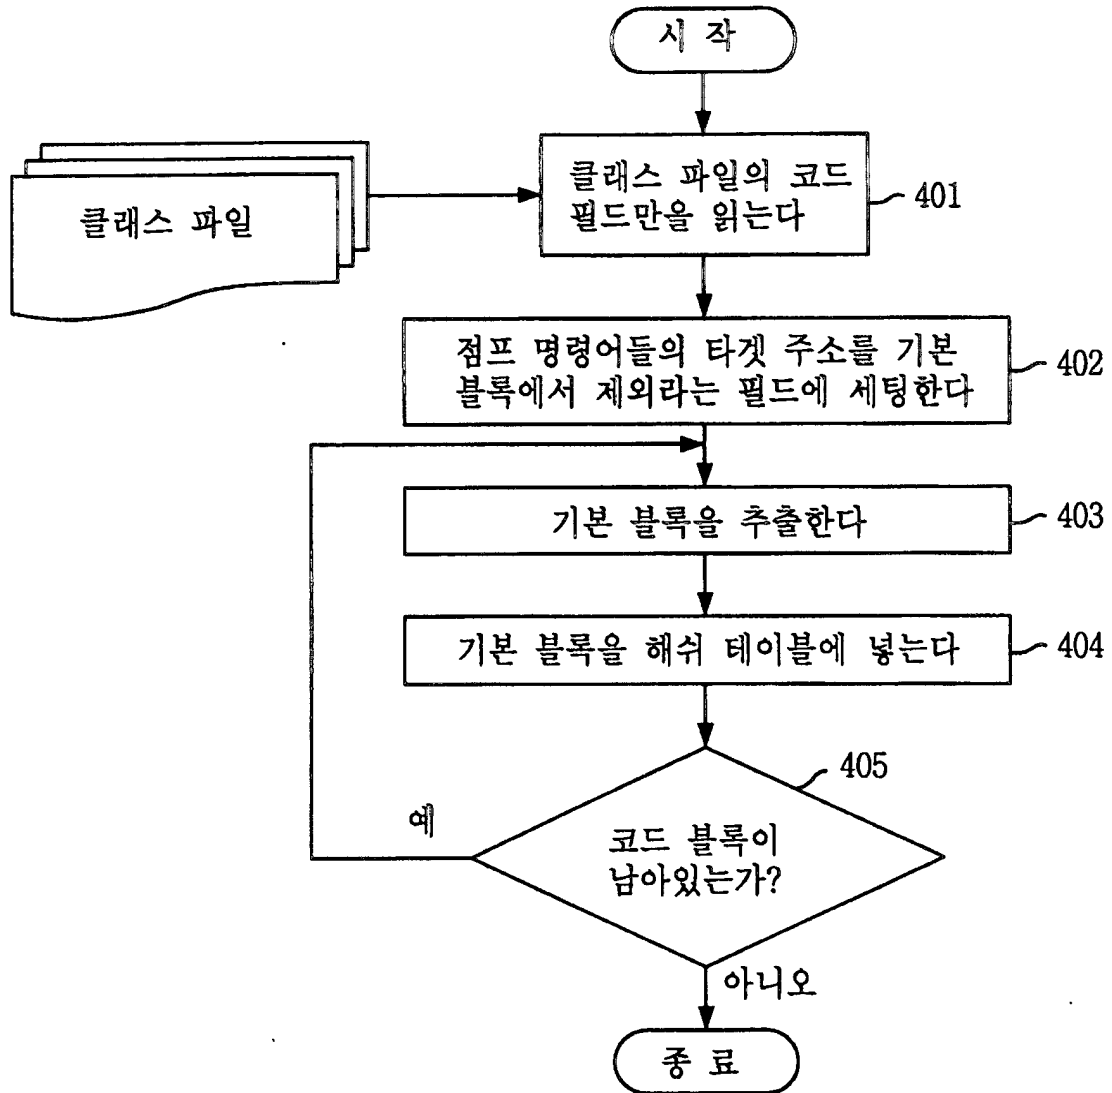 시작
클래스 파일
클래스 파일의 코드
필드만을 읽는다
401
점프 명령어들의 타겟 주소를 기본
블록에서 제외라는 필드에 세팅한다
402
기본 블록을 추출한다
403
기본 블록을 해쉬 테이블에 넣는다
404
405
코드 블록이
남아있는가?
예
아니오
종료